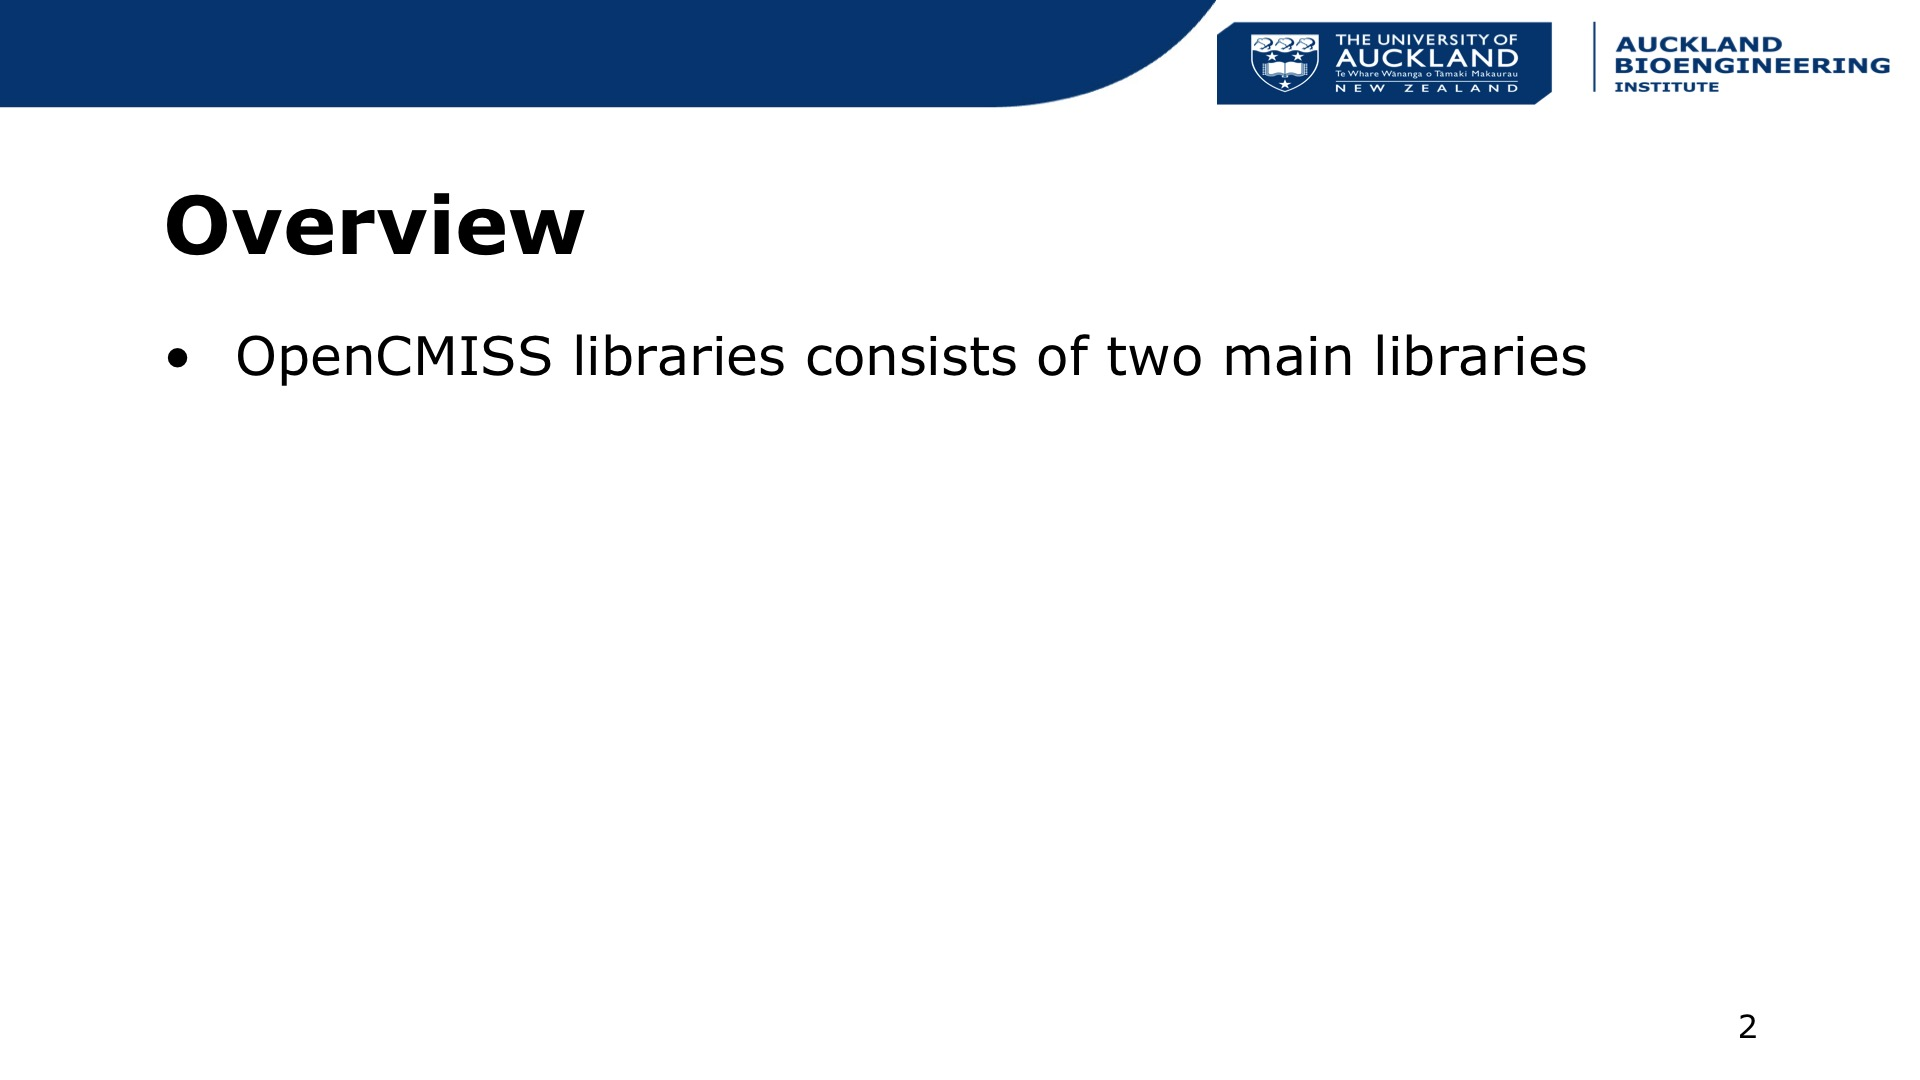 THE UNIVERSITY OF
AUCKLAND
Te Whare Wānanga o Tāmaki Makaurau
NEW ZEALAND
AUCKLAND
BIOENGINEERING
INSTITUTE
Overview
• OpenCMISS libraries consists of two main libraries
2